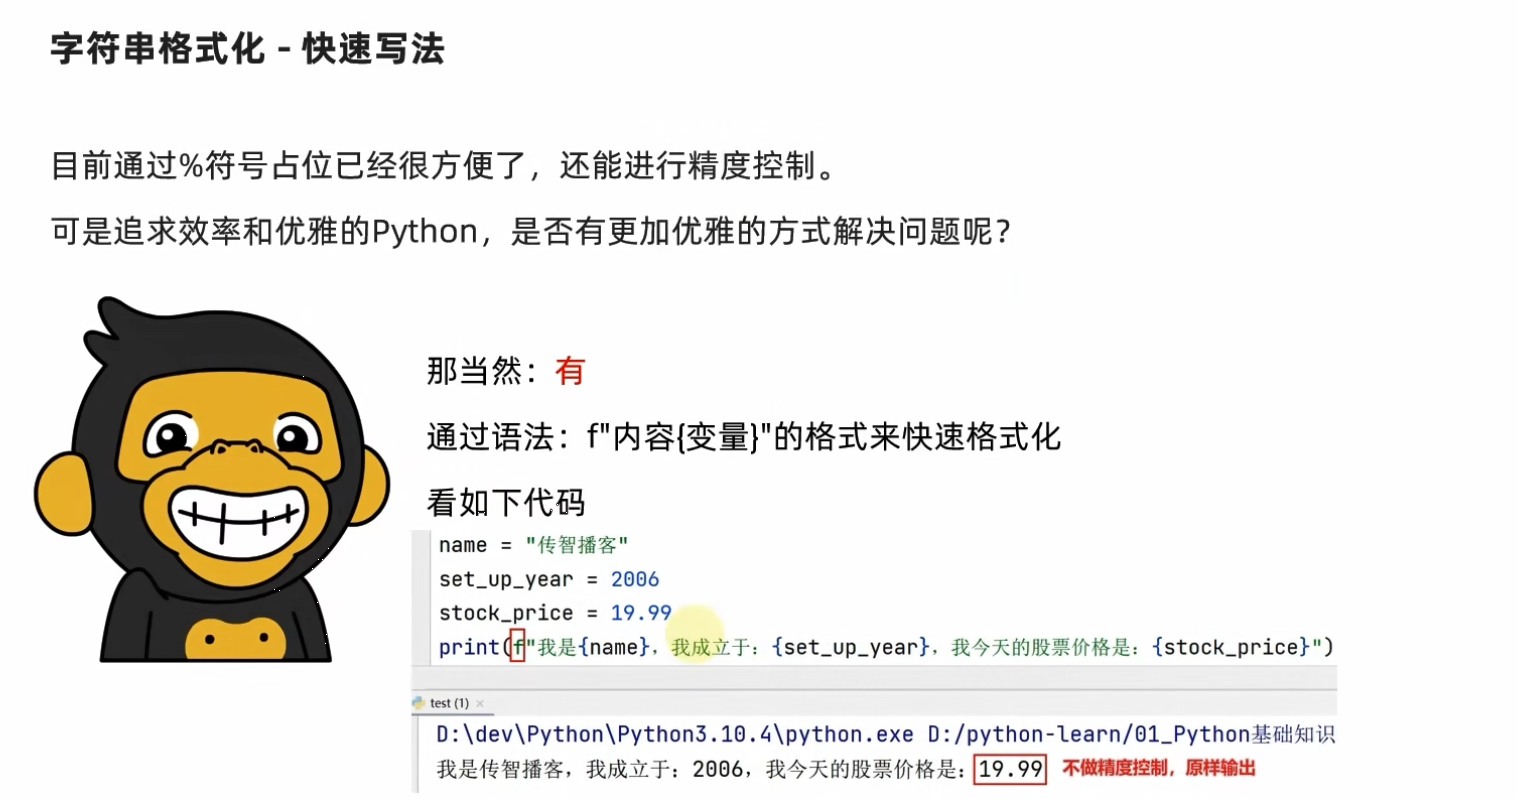 字符串格式化 - 快速写法
目前通过%符号占位已经很方便了，还能进行精度控制。
可是追求效率和优雅的Python，是否有更加优雅的方式解决问题呢？
那当然：有
通过语法：f"内容{变量}"的格式来快速格式化
看如下代码
name = "传智播客"
set_up_year = 2006
stock_price = 19.99
print(f"我是{name}，我成立于：{set_up_year}，我今天的股票价格是：{stock_price}")
test (1) ×
D:\dev\Python\Python3.10.4\python.exe D:/python-learn/01_Python基础知识
我是传智播客，我成立于：2006，我今天的股票价格是：19.99 不做精度控制，原样输出